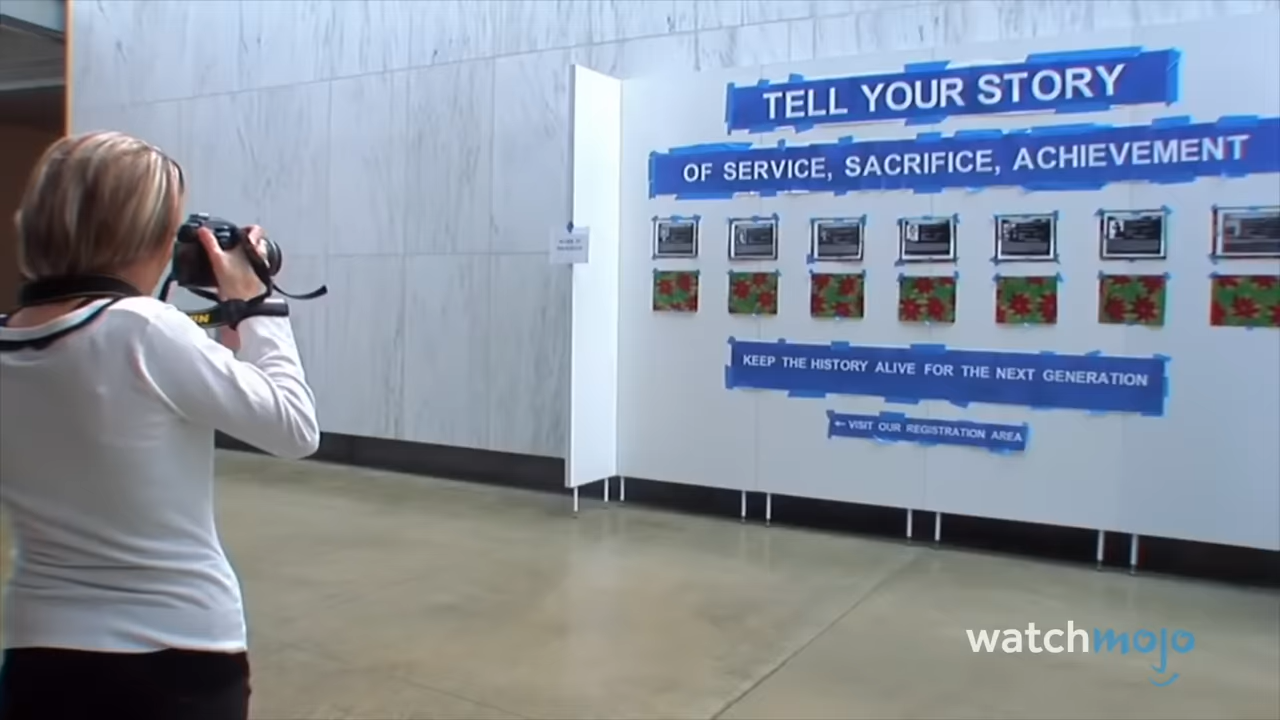 TELL YOUR STORY
OF SERVICE, SACRIFICE, ACHIEVEMENT
KEEP THE HISTORY ALIVE FOR THE NEXT GENERATION
← VISIT OUR REGISTRATION AREA
watchmojo